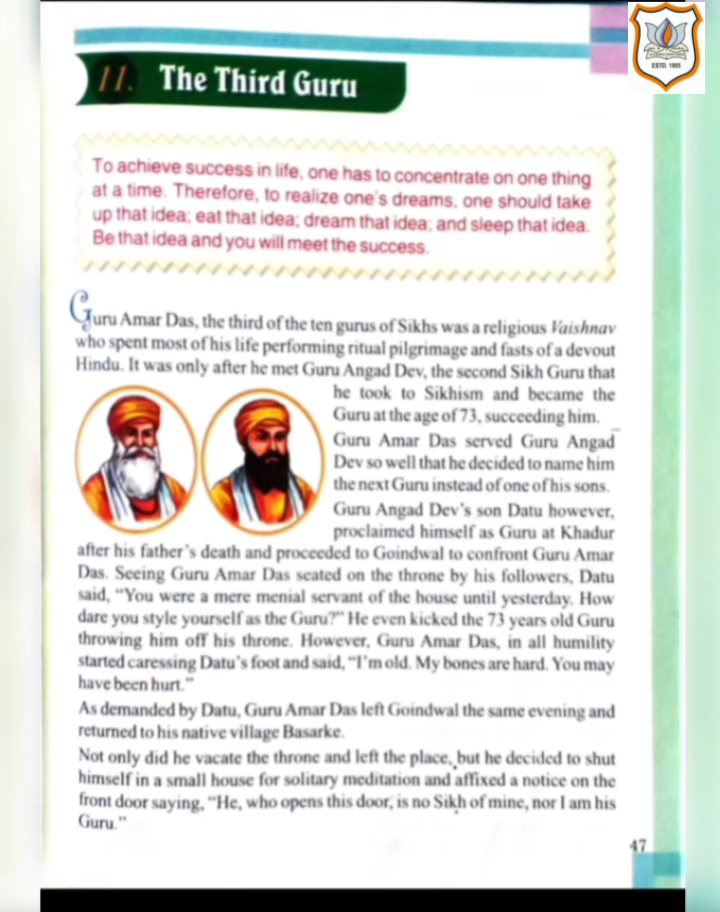 ESTD. 1985
11. The Third Guru
To achieve success in life, one has to concentrate on one thing
at a time. Therefore, to realize one's dreams, one should take
up that idea; eat that idea; dream that idea; and sleep that idea.
Be that idea and you will meet the success.
Guru Amar Das, the third of the ten gurus of Sikhs was a religious Vaishnav
who spent most of his life performing ritual pilgrimage and fasts of a devout
Hindu. It was only after he met Guru Angad Dev, the second Sikh Guru that
he took to Sikhism and became the
Guru at the age of 73, succeeding him.
Guru Amar Das served Guru Angad
Dev so well that he decided to name him
the next Guru instead of one of his sons.
Guru Angad Dev's son Datu however,
proclaimed himself as Guru at Khadur
after his father's death and proceeded to Goindwal to confront Guru Amar
Das. Seeing Guru Amar Das seated on the throne by his followers, Datu
said, "You were a mere menial servant of the house until yesterday. How
dare you style yourself as the Guru?" He even kicked the 73 years old Guru
throwing him off his throne. However, Guru Amar Das, in all humility
started caressing Datu's foot and said, "I'm old. My bones are hard. You may
have been hurt."
As demanded by Datu, Guru Amar Das left Goindwal the same evening and
returned to his native village Basarke.
Not only did he vacate the throne and left the place, but he decided to shut
himself in a small house for solitary meditation and affixed a notice on the
front door saying, "He, who opens this door, is no Sikh of mine, nor I am his
Guru."
47